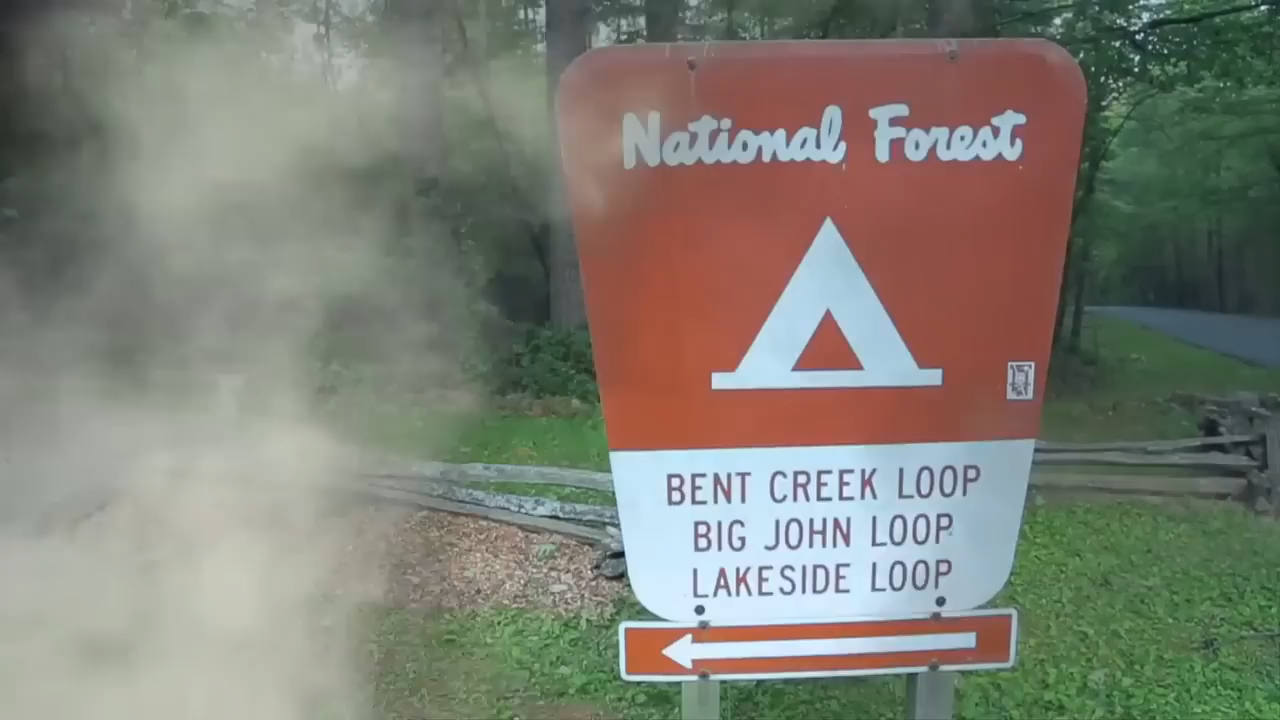 National Forest
BENT CREEK LOOP
BIG JOHN LOOP
LAKESIDE LOOP